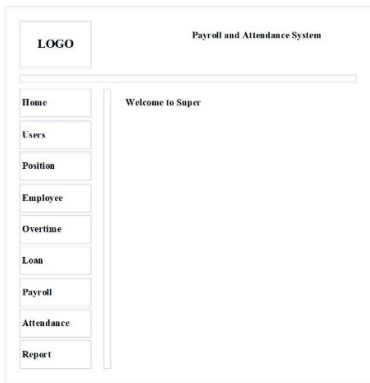 LOGO
Payroll and Attendance System
Home
Welcome to Super
Users
Position
Employee
Overtime
Loan
Payroll
Attendance
Report